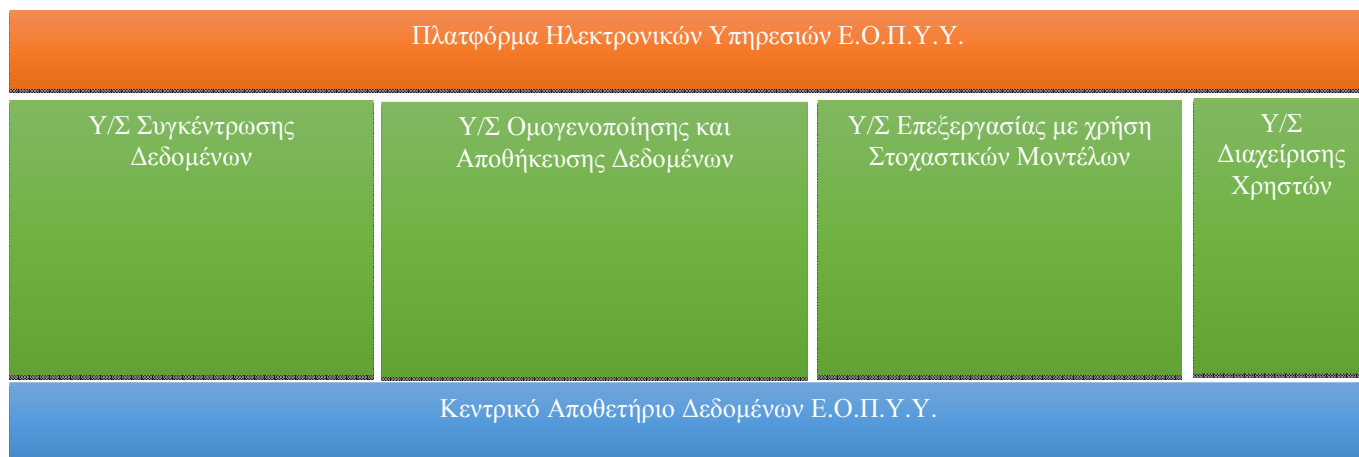 Πλατφόρμα Ηλεκτρονικών Υπηρεσιών Ε.Ο.Π.Υ.Υ.
Υ/Σ Συγκέντρωσης
Δεδομένων
Υ/Σ Ομογενοποίησης και
Αποθήκευσης Δεδομένων
Υ/Σ Επεξεργασίας με χρήση
Στοχαστικών Μοντέλων
Υ/Σ
Διαχείρισης
Χρηστών
Κεντρικό Αποθετήριο Δεδομένων Ε.Ο.Π.Υ.Υ.